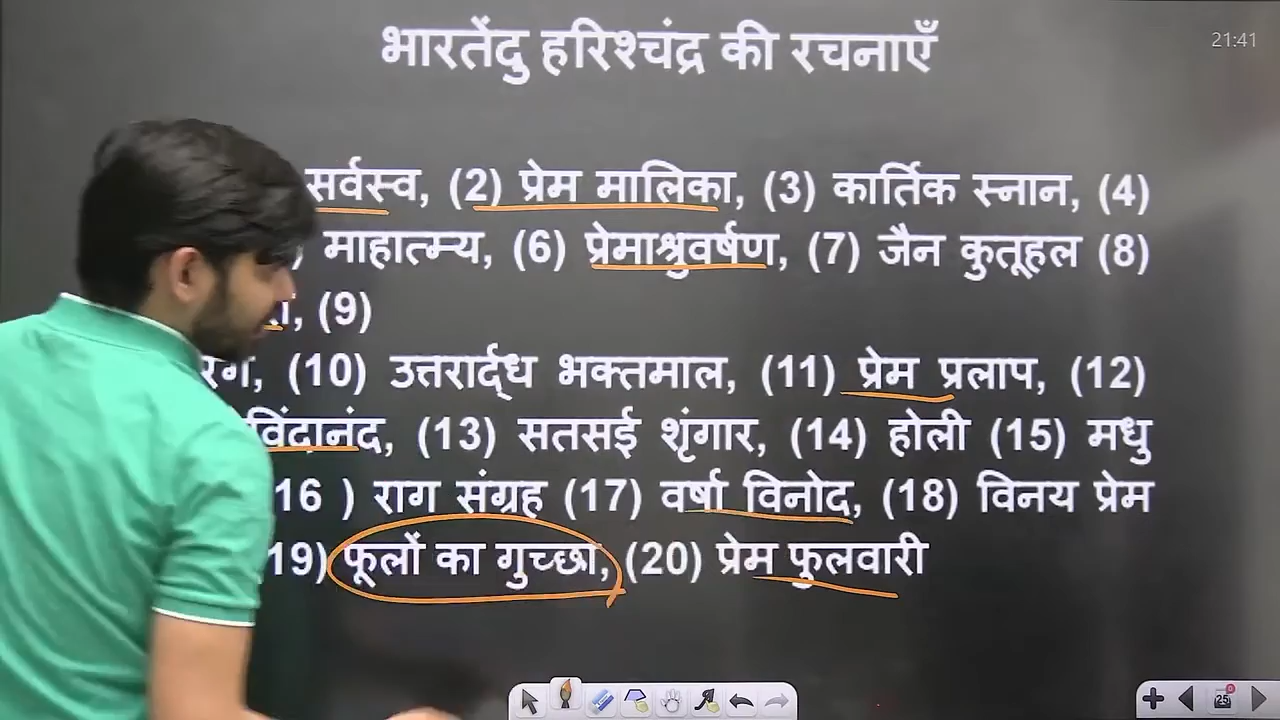 भारतेंदु हरिश्चंद्र की रचनाएँ
21:41
सर्वस्व, (2) प्रेम मालिका, (3) कार्तिक स्नान, (4)
माहात्म्य, (6) प्रेमाश्रुवर्षण, (7) जैन कुतूहल (8)
(9)
(10) उत्तरार्द्ध भक्तमाल, (11) प्रेम प्रलाप, (12)
(13) सतसई शृंगार, (14) होली (15) मधु
16 ) राग संग्रह (17) वर्षा विनोद, (18) विनय प्रेम
19) फूलों का गुच्छा, (20) प्रेम फुलवारी
25